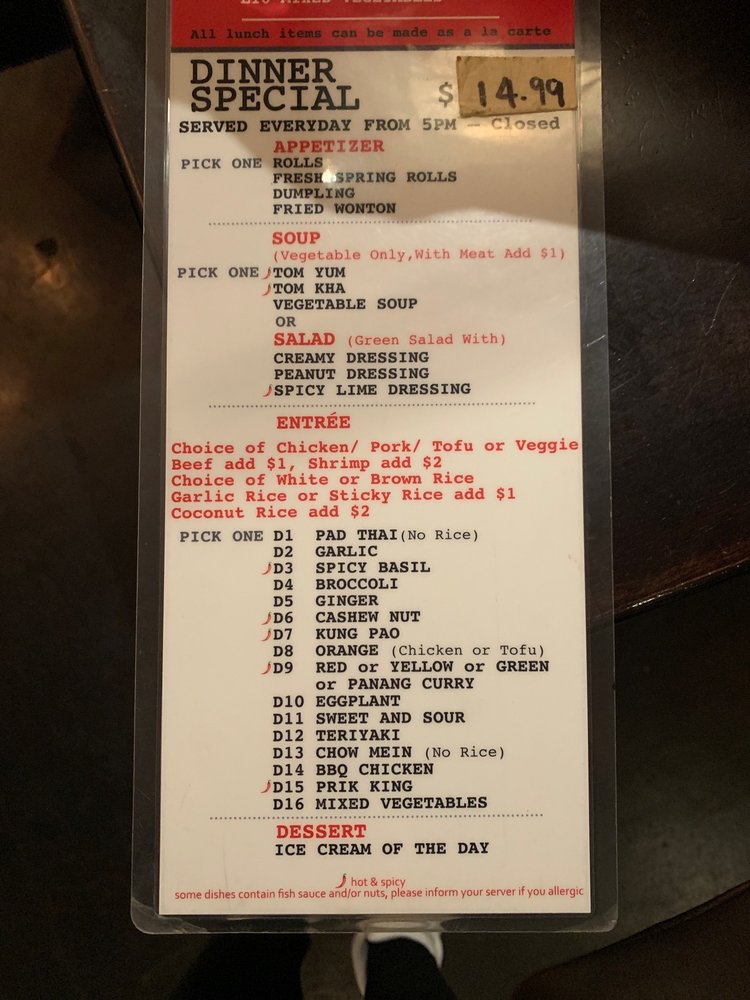 MIXED VEGETABLES
All lunch items can be made as a la carte
DINNER
SPECIAL $ 14.99
SERVED EVERYDAY FROM 5PM — Closed
APPETIZER
PICK ONE ROLLS
FRESH SPRING ROLLS
DUMPLING
FRIED WONTON
SOUP
(Vegetable Only,With Meat Add $1)
PICK ONE TOM YUM
TOM KHA
VEGETABLE SOUP
OR
SALAD (Green Salad With)
CREAMY DRESSING
PEANUT DRESSING
SPICY LIME DRESSING
ENTRÉE
Choice of Chicken/ Pork/ Tofu or Veggie
Beef add $1, Shrimp add $2
Choice of White or Brown Rice
Garlic Rice or Sticky Rice add $1
Coconut Rice add $2
PICK ONE D1 PAD THAI(No Rice)
D2 GARLIC
D3 SPICY BASIL
D4 BROCCOLI
D5 GINGER
D6 CASHEW NUT
D7 KUNG PAO
D8 ORANGE (Chicken or Tofu)
D9 RED or YELLOW or GREEN
or PANANG CURRY
D10 EGGPLANT
D11 SWEET AND SOUR
D12 TERIYAKI
D13 CHOW MEIN (No Rice)
D14 BBQ CHICKEN
D15 PRIK KING
D16 MIXED VEGETABLES
DESSERT
ICE CREAM OF THE DAY
hot & spicy
some dishes contain fish sauce and/or nuts, please inform your server if you allergic